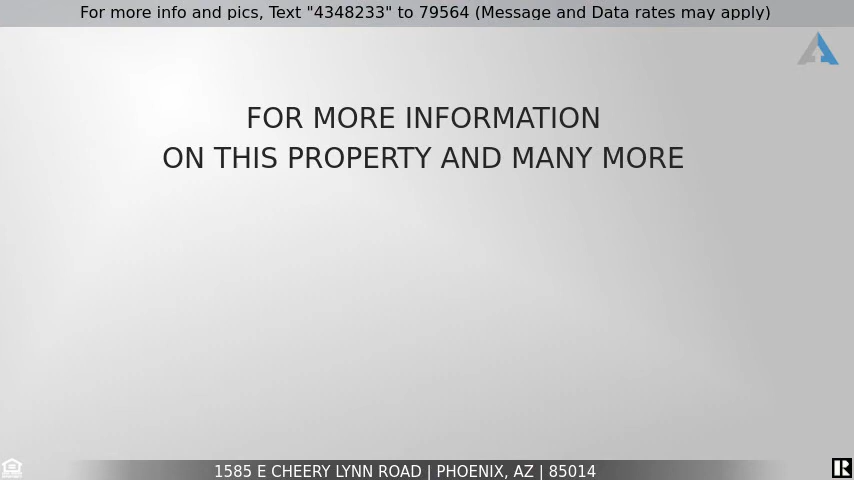 For more info and pics, Text "4348233" to 79564 (Message and Data rates may apply)
FOR MORE INFORMATION
ON THIS PROPERTY AND MANY MORE
1585 E CHEERY LYNN ROAD | PHOENIX, AZ | 85014